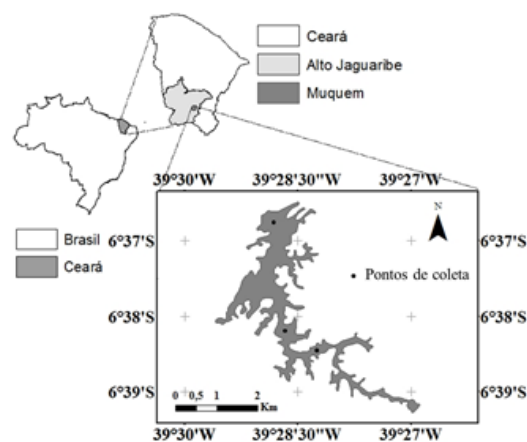 Ceará
Alto Jaguaribe
Muquem
Brasil
Ceará
39°30'W 39°28'30"W 39°27'W
6°37'S 6°37'S
N
Pontos de coleta
6°38'S 6°38'S
6°39'S 6°39'S
0 0,5 1 2
Km
39°30'W 39°28'30"W 39°27'W